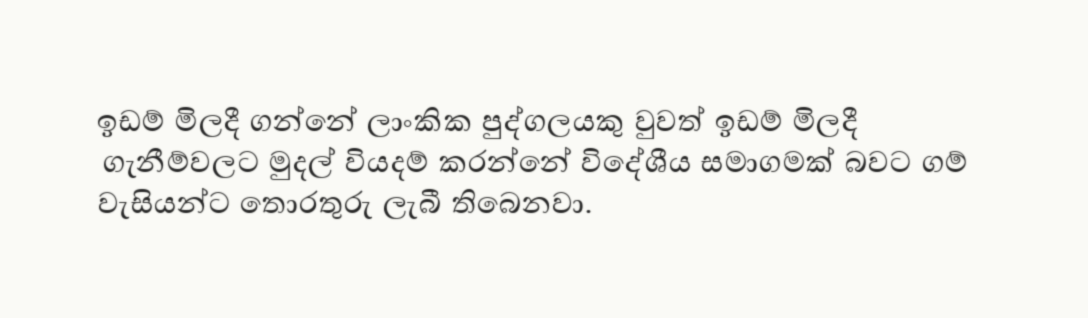 ඉඩම් මිලදී ගන්නේ ලාංකික පුද්ගලයකු වුවත් ඉඩම් මිලදී
ගැනීම්වලට මුදල් වියදම් කරන්නේ විදේශීය සමාගමක් බවට ගම්
වැසියන්ට තොරතුරු ලැබී තිබෙනවා.